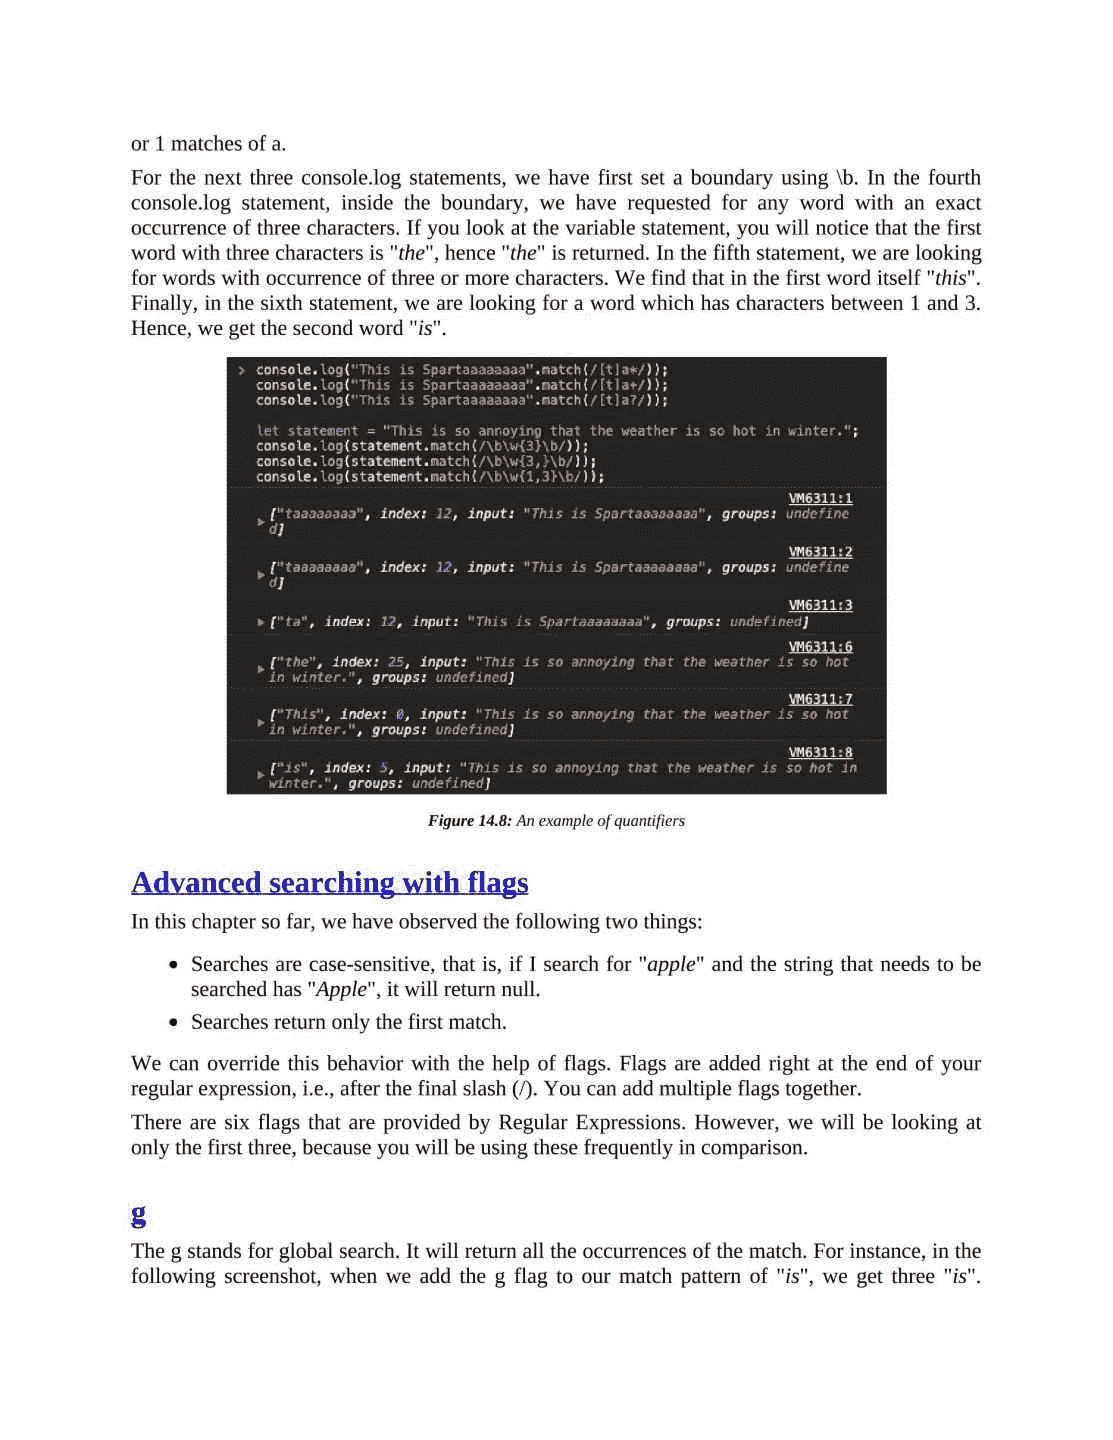 or 1 matches of a.
For the next three console.log statements, we have first set a boundary using \b. In the fourth
console.log statement, inside the boundary, we have requested for any word with an exact
occurrence of three characters. If you look at the variable statement, you will notice that the first
word with three characters is "the", hence "the" is returned. In the fifth statement, we are looking
for words with occurrence of three or more characters. We find that in the first word itself "this".
Finally, in the sixth statement, we are looking for a word which has characters between 1 and 3.
Hence, we get the second word "is".
> console.log("This is Spartaaaaaaaa".match(/[t]a*/));
console.log("This is Spartaaaaaaaa".match(/[t]a+/));
console.log("This is Spartaaaaaaaa".match(/[t]a?/));
let statement = "This is so annoying that the weather is so hot in winter.";
console.log(statement.match(/\b\w{3}\b/));
console.log(statement.match(/\b\w{3,}\b/));
console.log(statement.match(/\b\w{1,3}\b/));
VM6311:1
["taaaaaaaa", index: 12, input: "This is Spartaaaaaaaa", groups: undefine
d]
VM6311:2
["taaaaaaaa", index: 12, input: "This is Spartaaaaaaaa", groups: undefine
d]
VM6311:3
["ta", index: 12, input: "This is Spartaaaaaaaa", groups: undefined]
VM6311:6
["the", index: 25, input: "This is so annoying that the weather is so hot
in winter.", groups: undefined]
VM6311:7
["This", index: 0, input: "This is so annoying that the weather is so hot
in winter.", groups: undefined]
VM6311:8
["is", index: 5, input: "This is so annoying that the weather is so hot in
winter.", groups: undefined]
Figure 14.8: An example of quantifiers
Advanced searching with flags
In this chapter so far, we have observed the following two things:
• Searches are case-sensitive, that is, if I search for "apple" and the string that needs to be
searched has "Apple", it will return null.
• Searches return only the first match.
We can override this behavior with the help of flags. Flags are added right at the end of your
regular expression, i.e., after the final slash (/). You can add multiple flags together.
There are six flags that are provided by Regular Expressions. However, we will be looking at
only the first three, because you will be using these frequently in comparison.
g
The g stands for global search. It will return all the occurrences of the match. For instance, in the
following screenshot, when we add the g flag to our match pattern of "is", we get three "is".